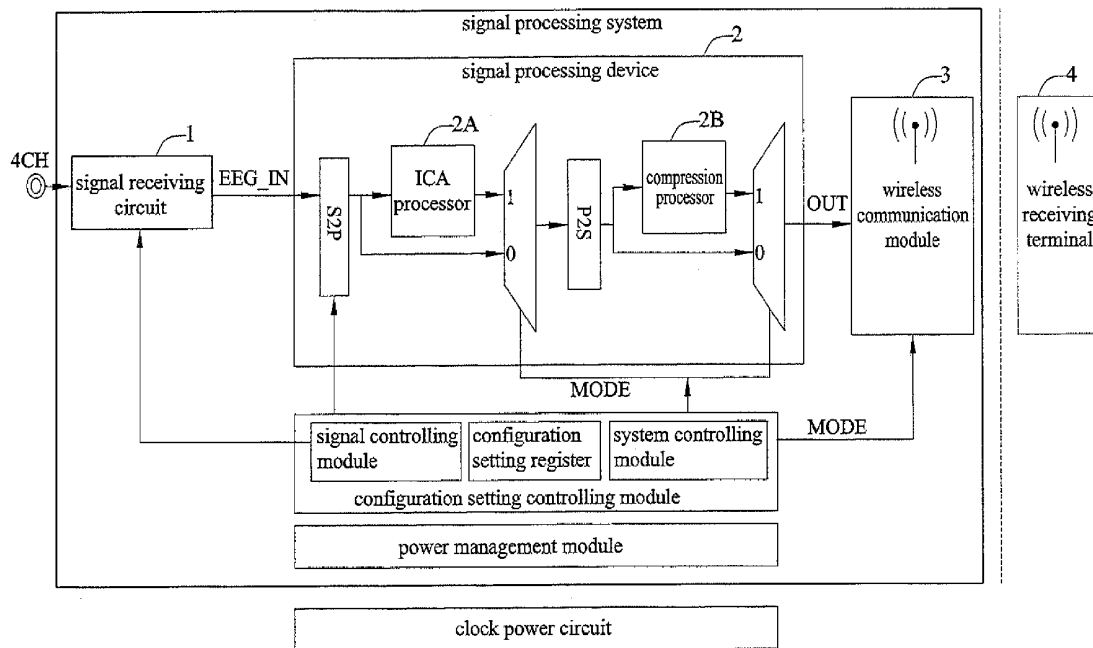 signal processing system
2
signal processing device
3
4
1
2A
2B
4CH
signal receiving
circuit
EEG_IN
S2P
ICA
processor
1
0
P2S
compression
processor
1
0
OUT
wireless
communication
module
wireless
receiving
terminal
MODE
MODE
signal controlling
module
configuration
setting register
system controlling
module
configuration setting controlling module
power management module
clock power circuit